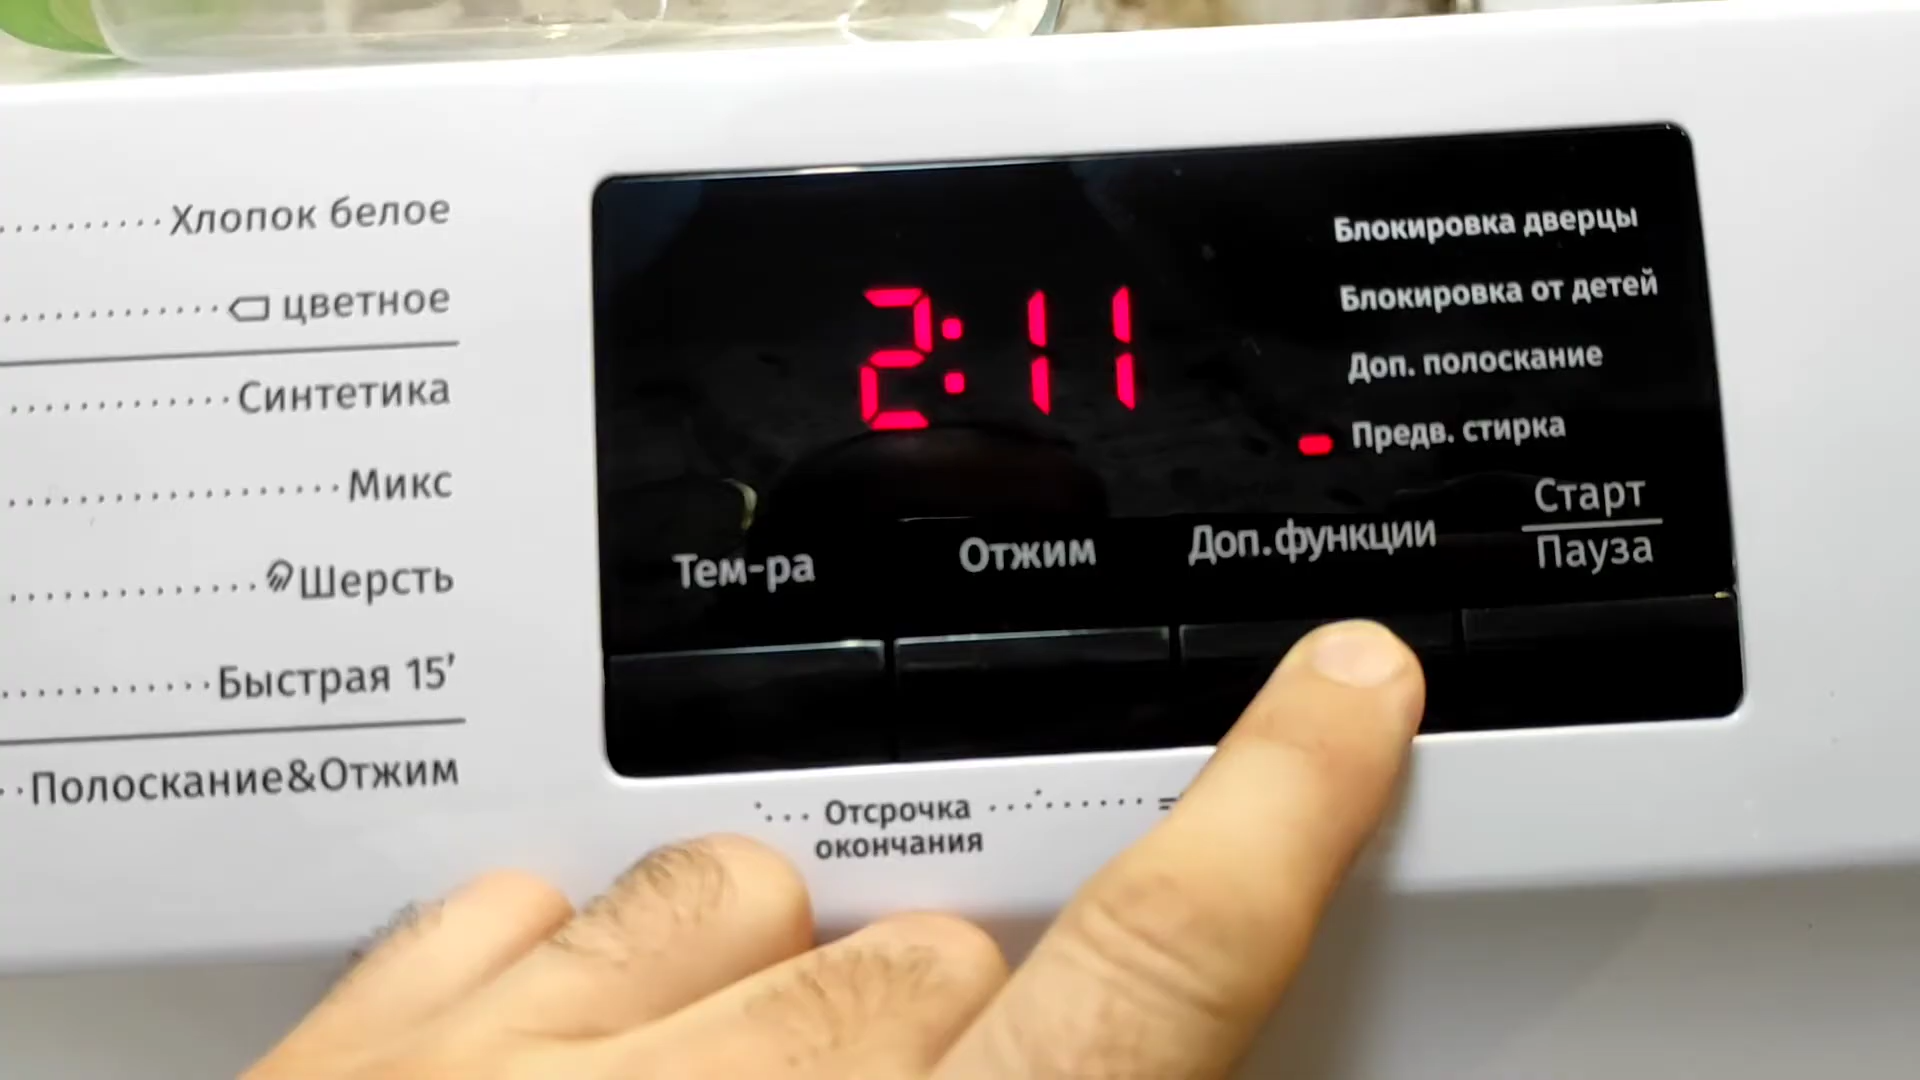 Хлопок белое
цветное
Синтетика
Микс
Шерсть
Быстрая 15’
Полоскание&Отжим
2:11
Блокировка дверцы
Блокировка от детей
Доп. полоскание
Предв. стирка
Тем-ра
Отжим
Доп.функции
Старт
Пауза
Отсрочка
окончания